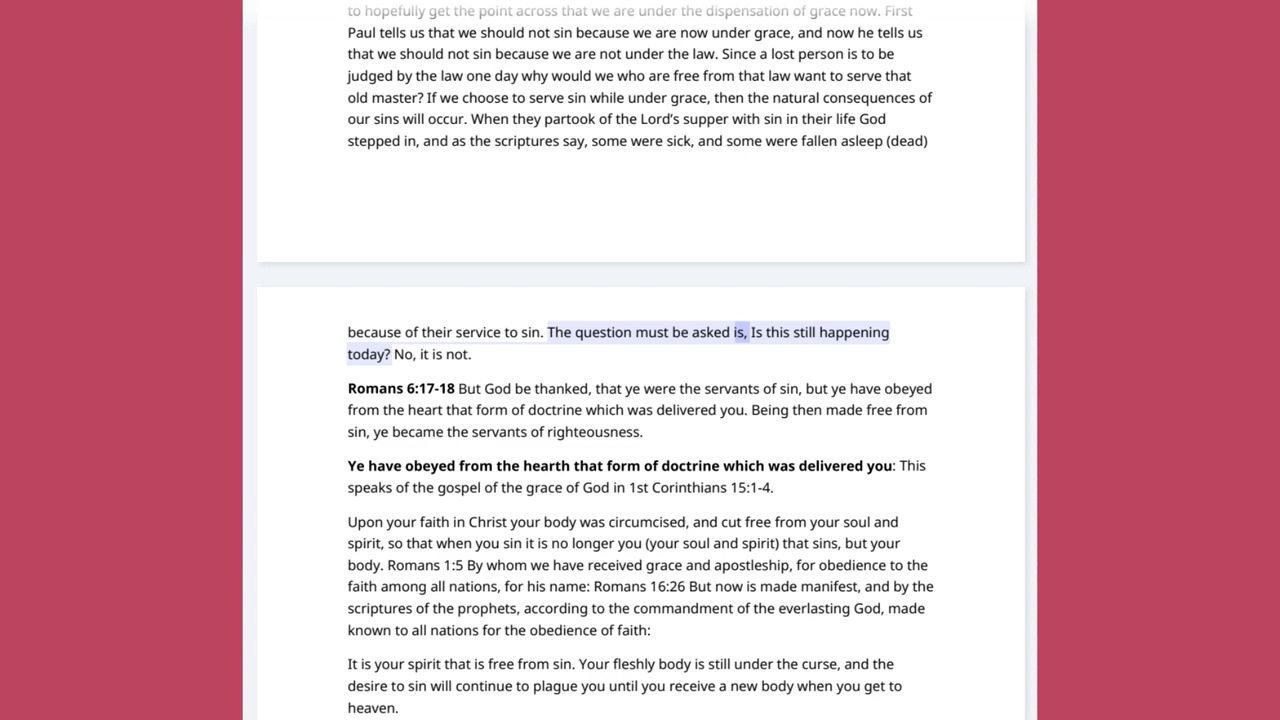 to hopefully get the point across that we are under the dispensation of grace now. First
Paul tells us that we should not sin because we are now under grace, and now he tells us
that we should not sin because we are not under the law. Since a lost person is to be
judged by the law one day why would we who are free from that law want to serve that
old master? If we choose to serve sin while under grace, then the natural consequences of
our sins will occur. When they partook of the Lord’s supper with sin in their life God
stepped in, and as the scriptures say, some were sick, and some were fallen asleep (dead)
because of their service to sin. The question must be asked is, Is this still happening
today? No, it is not.
Romans 6:17-18 But God be thanked, that ye were the servants of sin, but ye have obeyed
from the heart that form of doctrine which was delivered you. Being then made free from
sin, ye became the servants of righteousness.
Ye have obeyed from the hearth that form of doctrine which was delivered you: This
speaks of the gospel of the grace of God in 1st Corinthians 15:1-4.
Upon your faith in Christ your body was circumcised, and cut free from your soul and
spirit, so that when you sin it is no longer you (your soul and spirit) that sins, but your
body. Romans 1:5 By whom we have received grace and apostleship, for obedience to the
faith among all nations, for his name: Romans 16:26 But now is made manifest, and by the
scriptures of the prophets, according to the commandment of the everlasting God, made
known to all nations for the obedience of faith:
It is your spirit that is free from sin. Your fleshly body is still under the curse, and the
desire to sin will continue to plague you until you receive a new body when you get to
heaven.